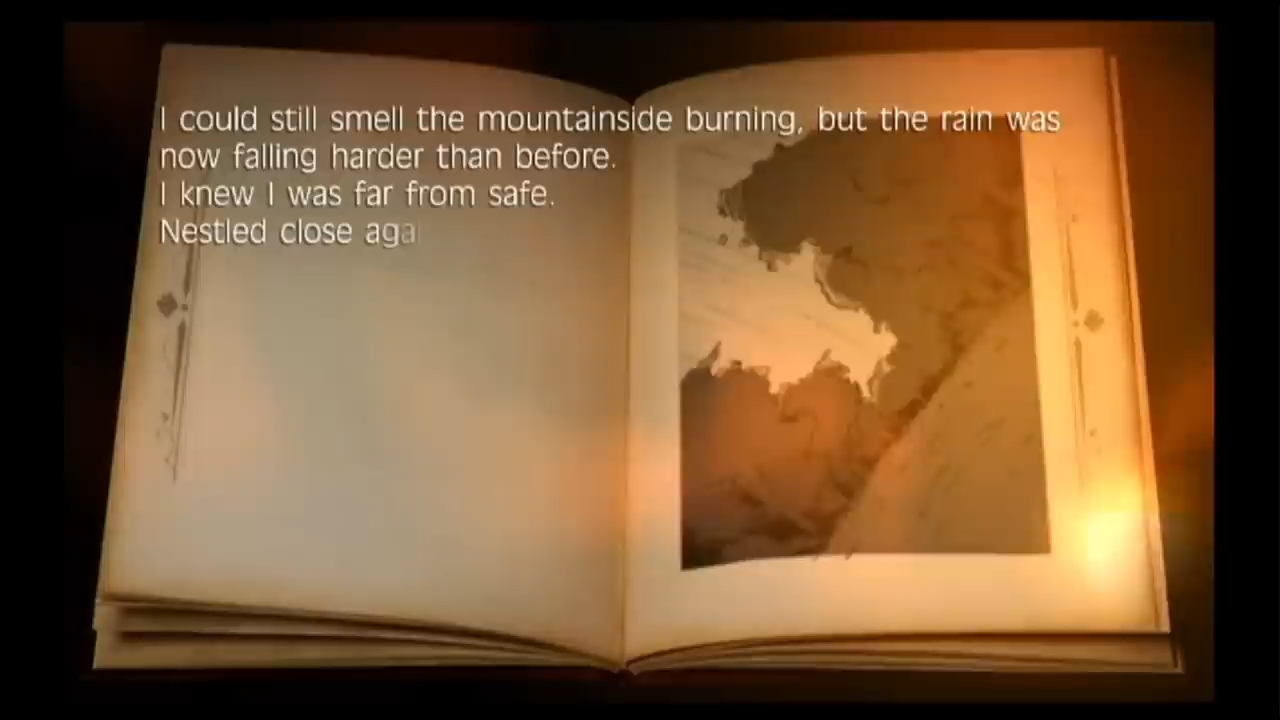 I could still smell the mountainside burning, but the rain was
now falling harder than before.
I knew I was far from safe.
Nestled close aga